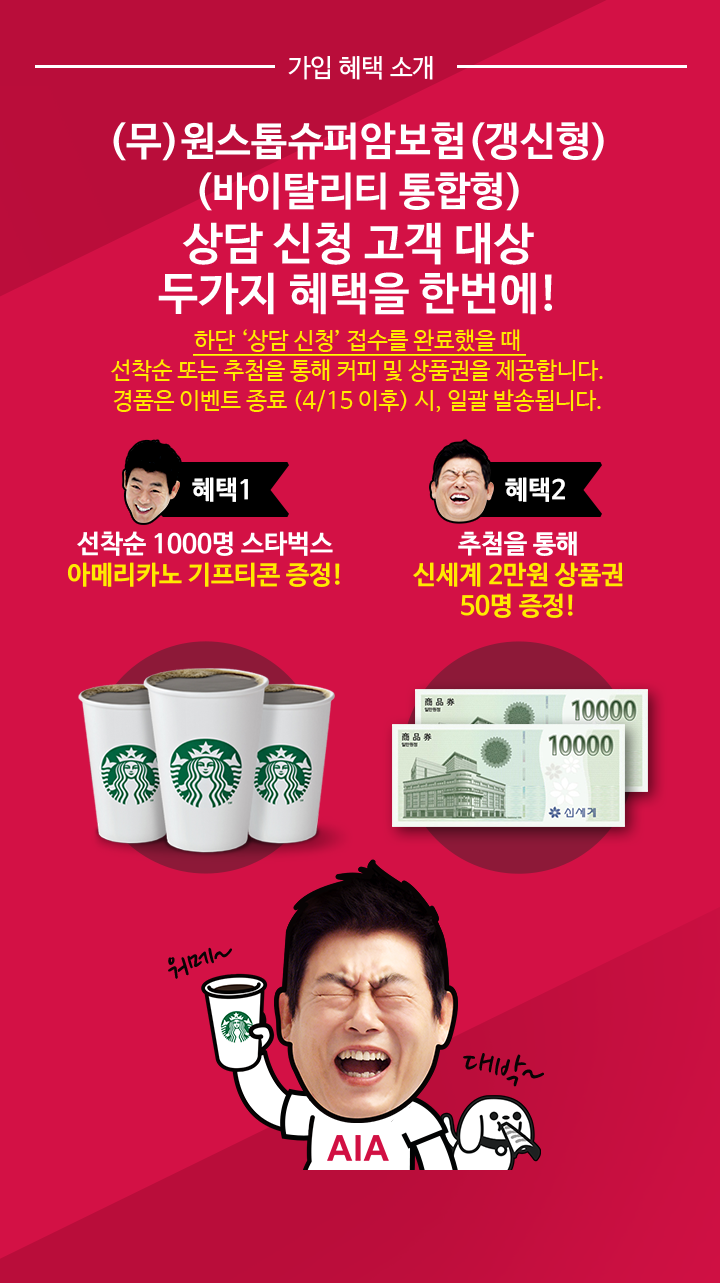 가입 혜택 소개
(무)원스톱슈퍼암보험(갱신형)
(바이탈리티 통합형)
상담 신청 고객 대상
두가지 혜택을 한번에!
하단 ‘상담 신청’ 접수를 완료했을 때
선착순 또는 추첨을 통해 커피 및 상품권을 제공합니다.
경품은 이벤트 종료 (4/15 이후) 시, 일괄 발송됩니다.
혜택1
선착순 1000명 스타벅스
아메리카노 기프티콘 증정!
혜택2
추첨을 통해
신세계 2만원 상품권
50명 증정!
商品券
일만원정
10000
商品券
일만원정
10000
신세계
워메~
대박~
AIA